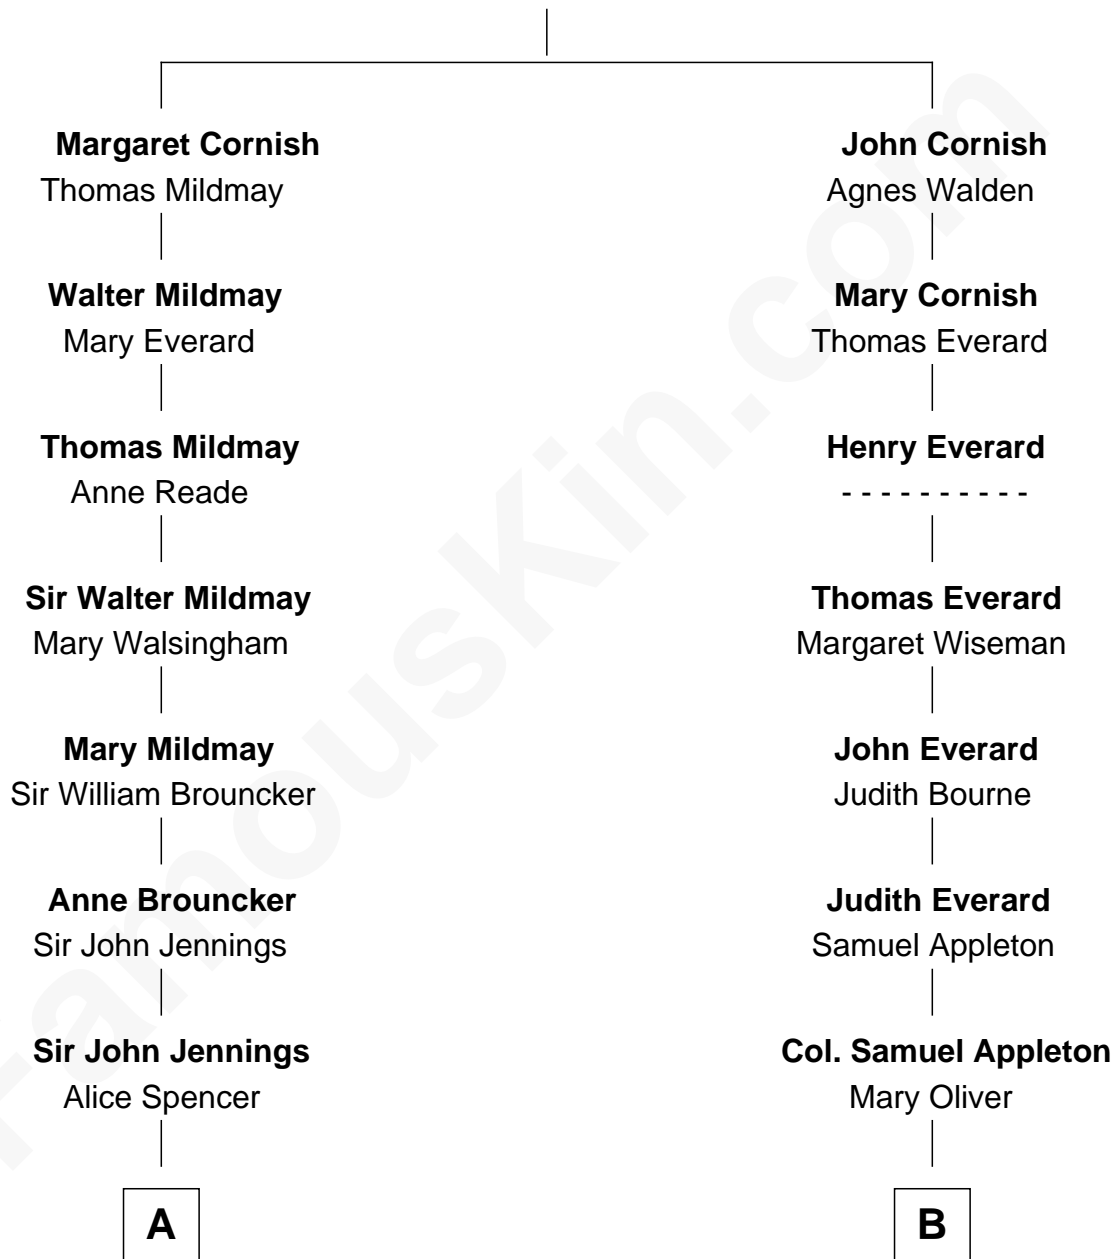 Margaret Cornish
Thomas Mildmay
John Cornish
Agnes Walden
Walter Mildmay
Mary Everard
Mary Cornish
Thomas Everard
Thomas Mildmay
Anne Reade
Henry Everard
- - - - - - - - - -
Sir Walter Mildmay
Mary Walsingham
Thomas Everard
Margaret Wiseman
Mary Mildmay
Sir William Brouncker
John Everard
Judith Bourne
Anne Brouncker
Sir John Jennings
Judith Everard
Samuel Appleton
Sir John Jennings
Alice Spencer
Col. Samuel Appleton
Mary Oliver
A
B
FamousKin.com